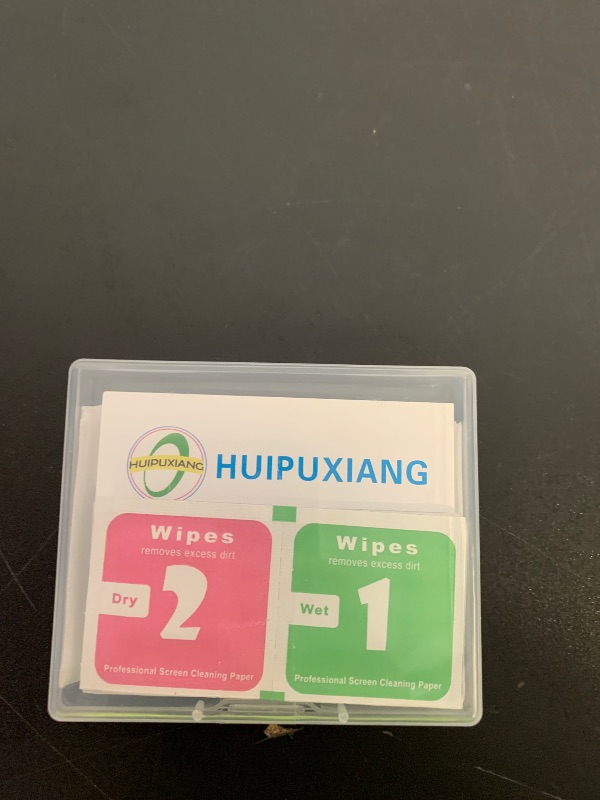 HUIPUXIANG
HUIPUXIANG
Wipes
removes excess dirt
Dry
2
Professional Screen Cleaning Paper
Wipes
removes excess dirt
Wet
1
Professional Screen Cleaning Paper